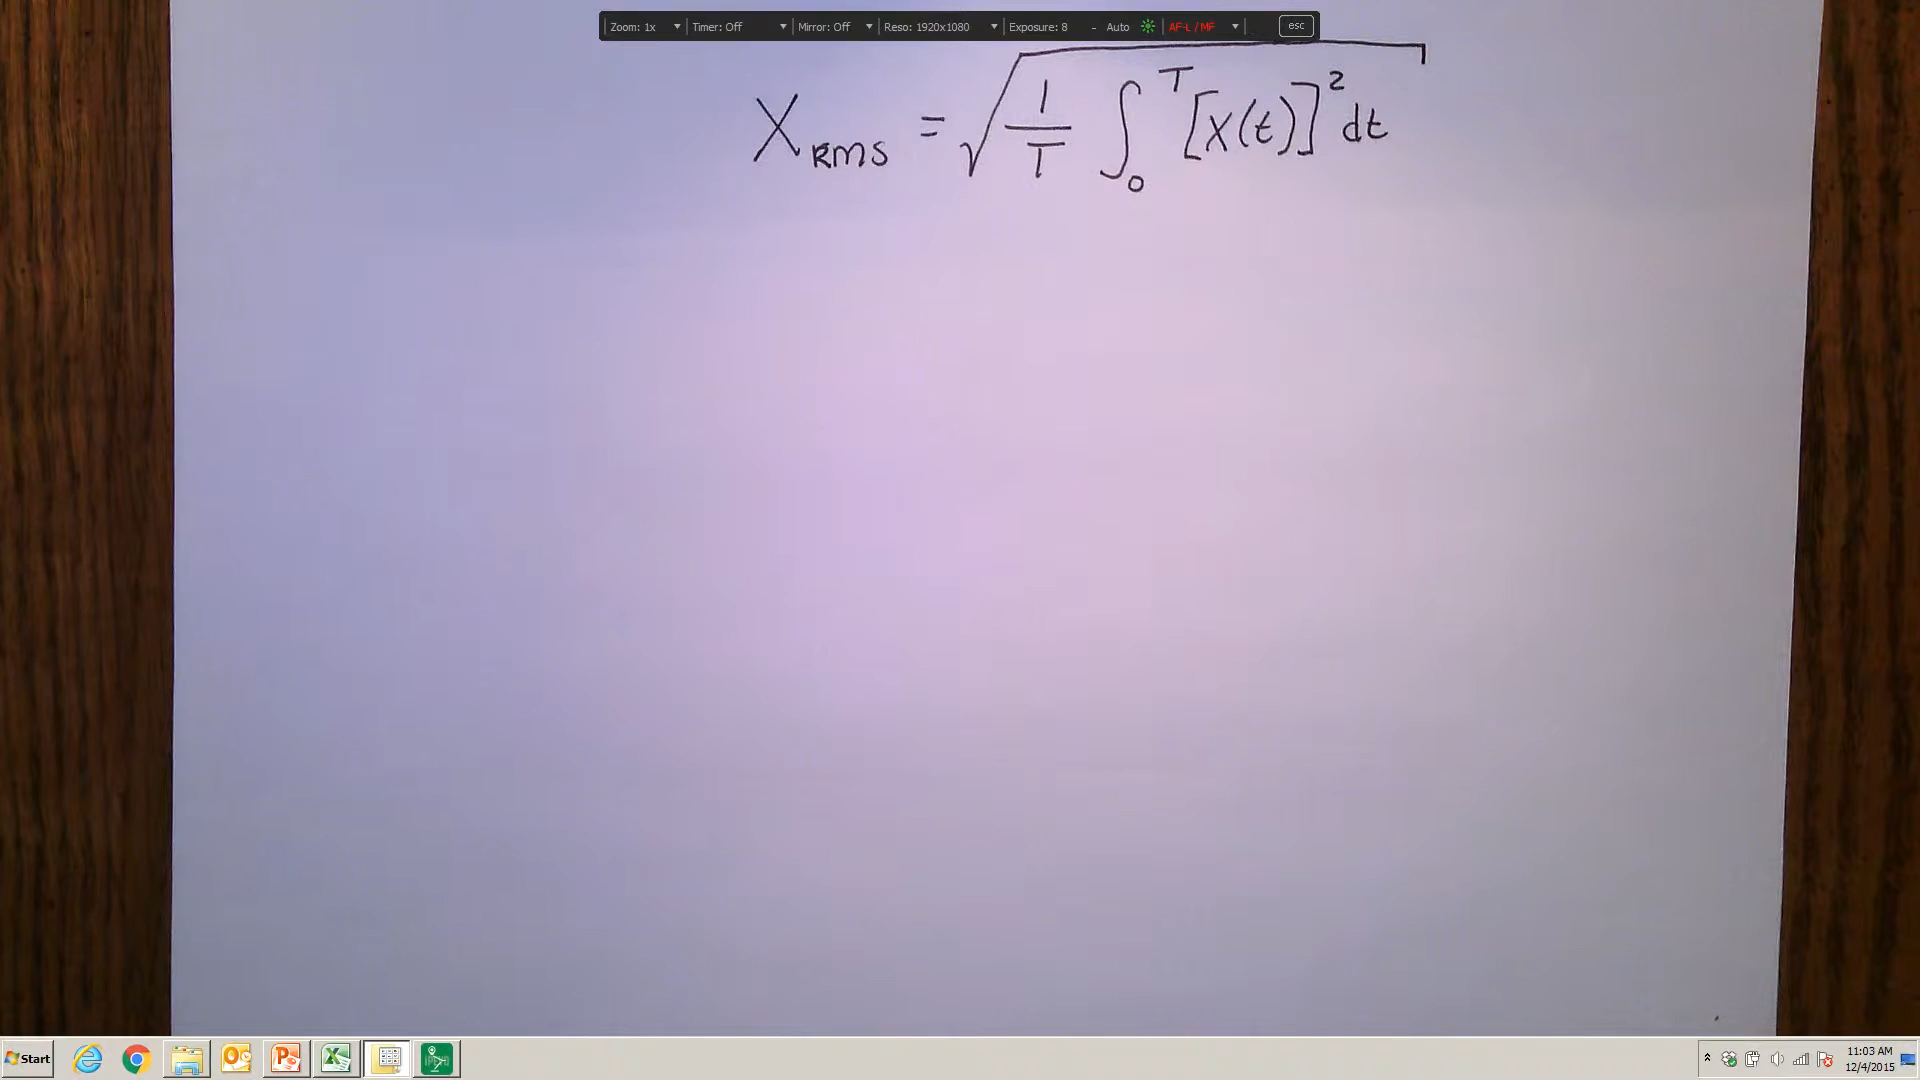 Zoom: 1x Timer: Off Mirror: Off Reso: 1920x1080 Exposure: 8 - Auto AF-L / MF esc
X_RMS = √(1/T ∫₀ᵀ [x(t)]² dt)
Start
11:03 AM
12/4/2015